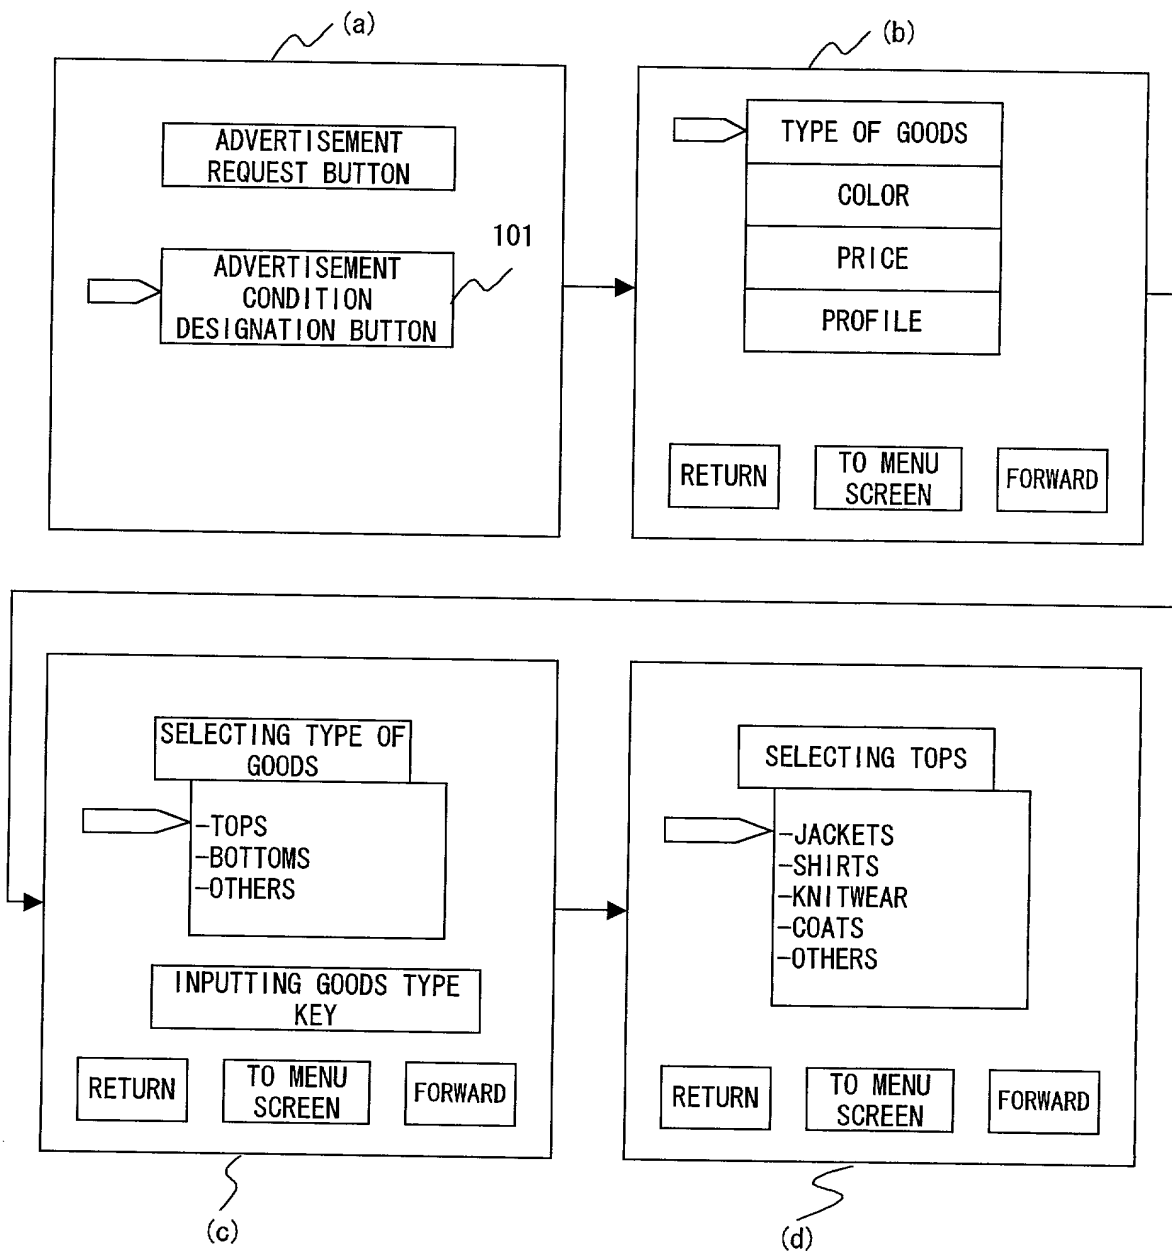 (a)
ADVERTISEMENT
REQUEST BUTTON
101
ADVERTISEMENT
CONDITION
DESIGNATION BUTTON
(b)
TYPE OF GOODS
COLOR
PRICE
PROFILE
RETURN
TO MENU
SCREEN
FORWARD
SELECTING TYPE OF
GOODS
-TOPS
-BOTTOMS
-OTHERS
INPUTTING GOODS TYPE
KEY
RETURN
TO MENU
SCREEN
FORWARD
(c)
SELECTING TOPS
-JACKETS
-SHIRTS
-KNITWEAR
-COATS
-OTHERS
RETURN
TO MENU
SCREEN
FORWARD
(d)